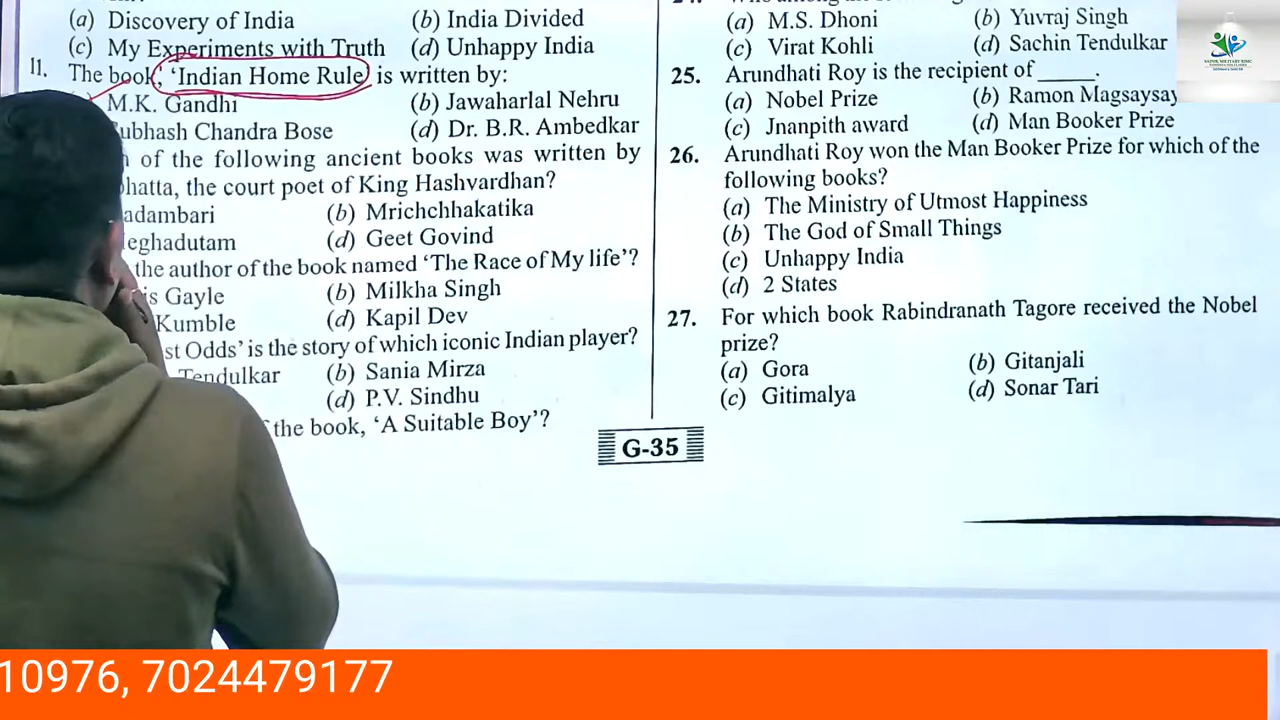 (a) Discovery of India
(b) India Divided
(c) My Experiments with Truth
(d) Unhappy India
11. The book, ‘Indian Home Rule’ is written by:
M.K. Gandhi
(b) Jawaharlal Nehru
ubhash Chandra Bose
(d) Dr. B.R. Ambedkar
of the following ancient books was written by
hatta, the court poet of King Hashvardhan?
adambari
(b) Mrichchhakatika
eghadutam
(d) Geet Govind
the author of the book named ‘The Race of My life’?
is Gayle
(b) Milkha Singh
Kumble
(d) Kapil Dev
st Odds’ is the story of which iconic Indian player?
Tendulkar
(b) Sania Mirza
(d) P.V. Sindhu
the book, ‘A Suitable Boy’?
(a) M.S. Dhoni
(b) Yuvraj Singh
(c) Virat Kohli
(d) Sachin Tendulkar
25. Arundhati Roy is the recipient of _____.
(a) Nobel Prize
(b) Ramon Magsaysay
(c) Jnanpith award
(d) Man Booker Prize
26. Arundhati Roy won the Man Booker Prize for which of the
following books?
(a) The Ministry of Utmost Happiness
(b) The God of Small Things
(c) Unhappy India
(d) 2 States
27. For which book Rabindranath Tagore received the Nobel
prize?
(a) Gora
(b) Gitanjali
(c) Gitimalya
(d) Sonar Tari
G-35
10976, 7024479177